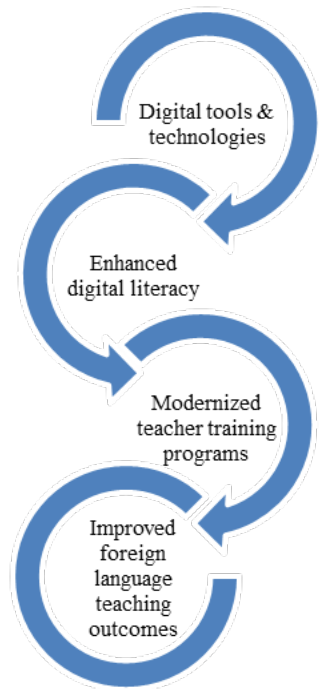 Digital tools &
technologies
Enhanced
digital literacy
Modernized
teacher training
programs
Improved
foreign
language
teaching
outcomes